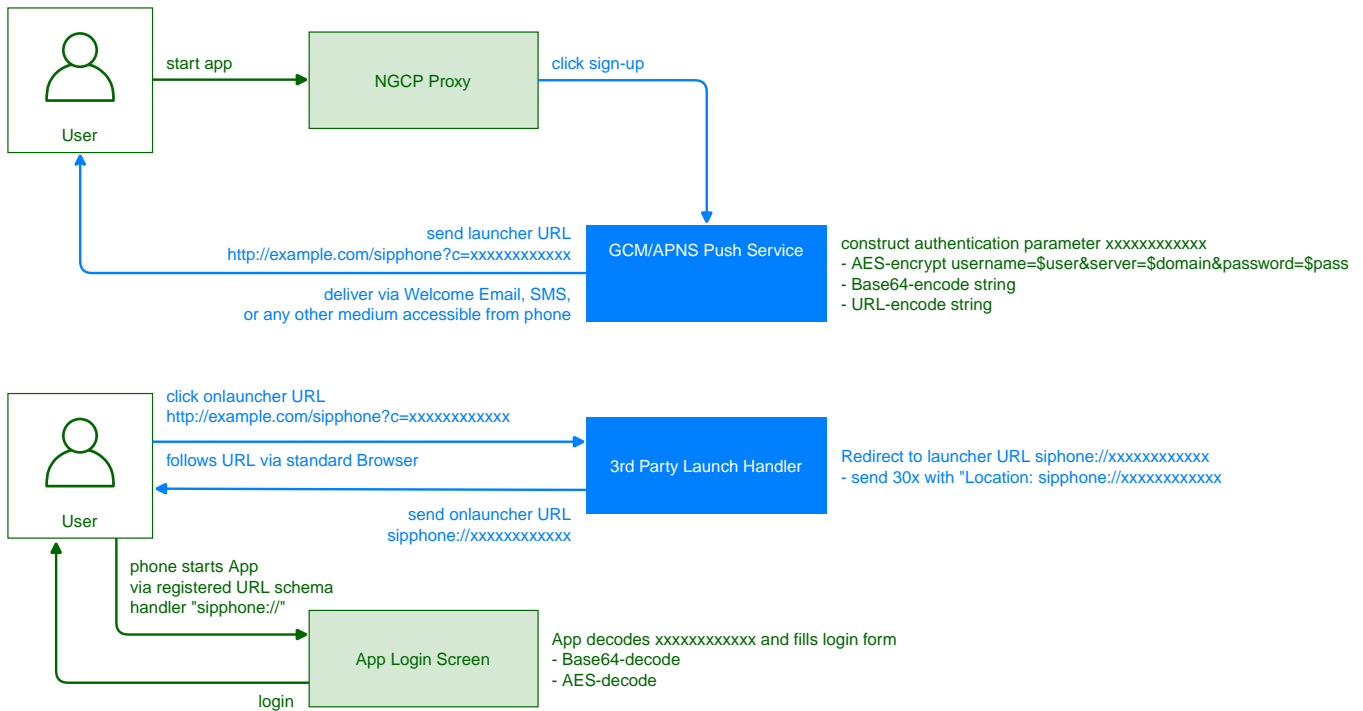 start app
NGCP Proxy
click sign-up
User
send launcher URL
http://example.com/sipphone?c=xxxxxxxxxxxx
deliver via Welcome Email, SMS,
or any other medium accessible from phone
GCM/APNS Push Service
construct authentication parameter xxxxxxxxxxxx
- AES-encrypt username=$user&server=$domain&password=$pass
- Base64-encode string
- URL-encode string
User
click onlauncher URL
http://example.com/sipphone?c=xxxxxxxxxxxx
follows URL via standard Browser
3rd Party Launch Handler
Redirect to launcher URL siphone://xxxxxxxxxxxx
- send 30x with "Location: sipphone://xxxxxxxxxxxx
send onlauncher URL
sipphone://xxxxxxxxxxxx
phone starts App
via registered URL schema
handler "sipphone://"
App Login Screen
App decodes xxxxxxxxxxxx and fills login form
- Base64-decode
- AES-decode
login